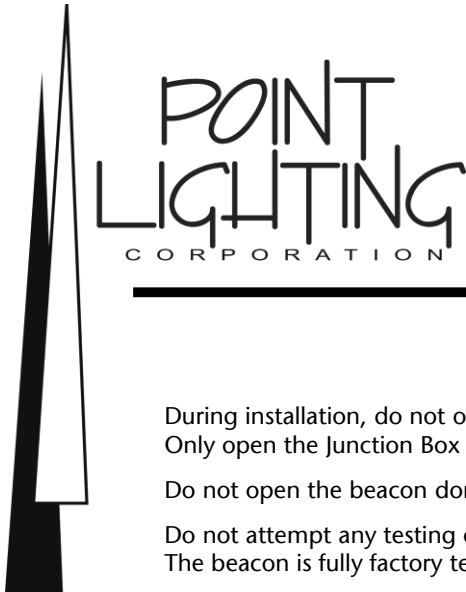 POINT
LIGHTING
CORPORATION
During installation, do not o
Only open the Junction Box
Do not open the beacon do
Do not attempt any testing
The beacon is fully factory te